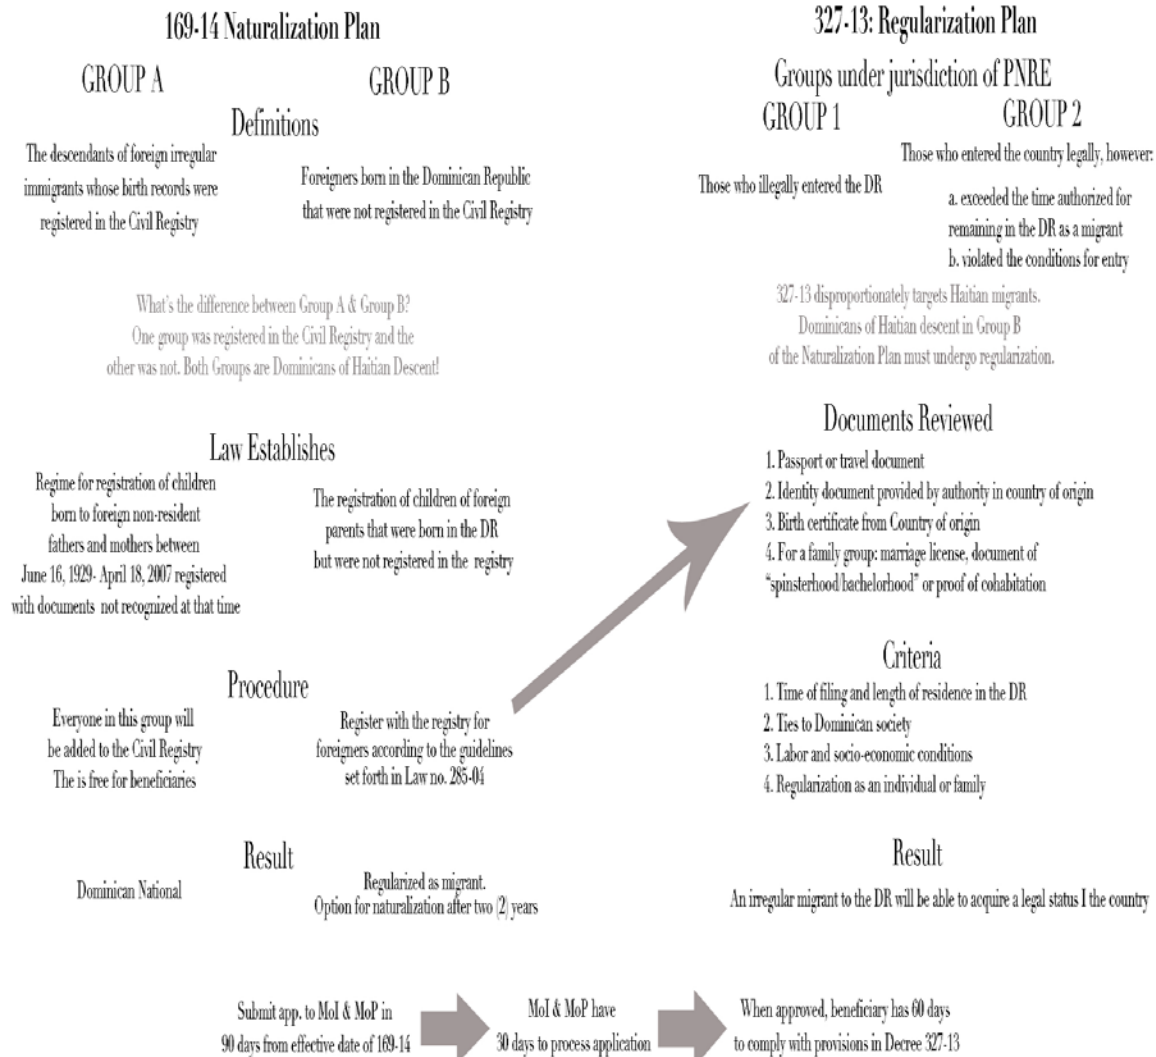 169-14 Naturalization Plan
GROUP A
GROUP B
Definitions
The descendants of foreign irregular
immigrants whose birth records were
registered in the Civil Registry
Foreigners born in the Dominican Republic
that were not registered in the Civil Registry
What's the difference between Group A & Group B?
One group was registered in the Civil Registry and the
other was not. Both Groups are Dominicans of Haitian Descent!
Law Establishes
Regime for registration of children
born to foreign non-resident
fathers and mothers between
June 16, 1929- April 18, 2007 registered
with documents not recognized at that time
The registration of children of foreign
parents that were born in the DR
but were not registered in the registry
Procedure
Everyone in this group will
be added to the Civil Registry
The is free for beneficiaries
Register with the registry for
foreigners according to the guidelines
set forth in Law no. 285-04
Result
Dominican National
Regularized as migrant.
Option for naturalization after two (2) years
327-13: Regularization Plan
Groups under jurisdiction of PNRE
GROUP 1
GROUP 2
Those who illegally entered the DR
Those who entered the country legally, however:
a. exceeded the time authorized for
remaining in the DR as a migrant
b. violated the conditions for entry
327-13 disproportionately targets Haitian migrants.
Dominicans of Haitian descent in Group B
of the Naturalization Plan must undergo regularization.
Documents Reviewed
1. Passport or travel document
2. Identity document provided by authority in country of origin
3. Birth certificate from Country of origin
4. For a family group: marriage license, document of
"spinsterhood/bachelorhood" or proof of cohabitation
Criteria
1. Time of filing and length of residence in the DR
2. Ties to Dominican society
3. Labor and socio-economic conditions
4. Regularization as an individual or family
Result
An irregular migrant to the DR will be able to acquire a legal status I the country
Submit app. to MoI & MoP in
90 days from effective date of 169-14
MoI & MoP have
30 days to process application
When approved, beneficiary has 60 days
to comply with provisions in Decree 327-13